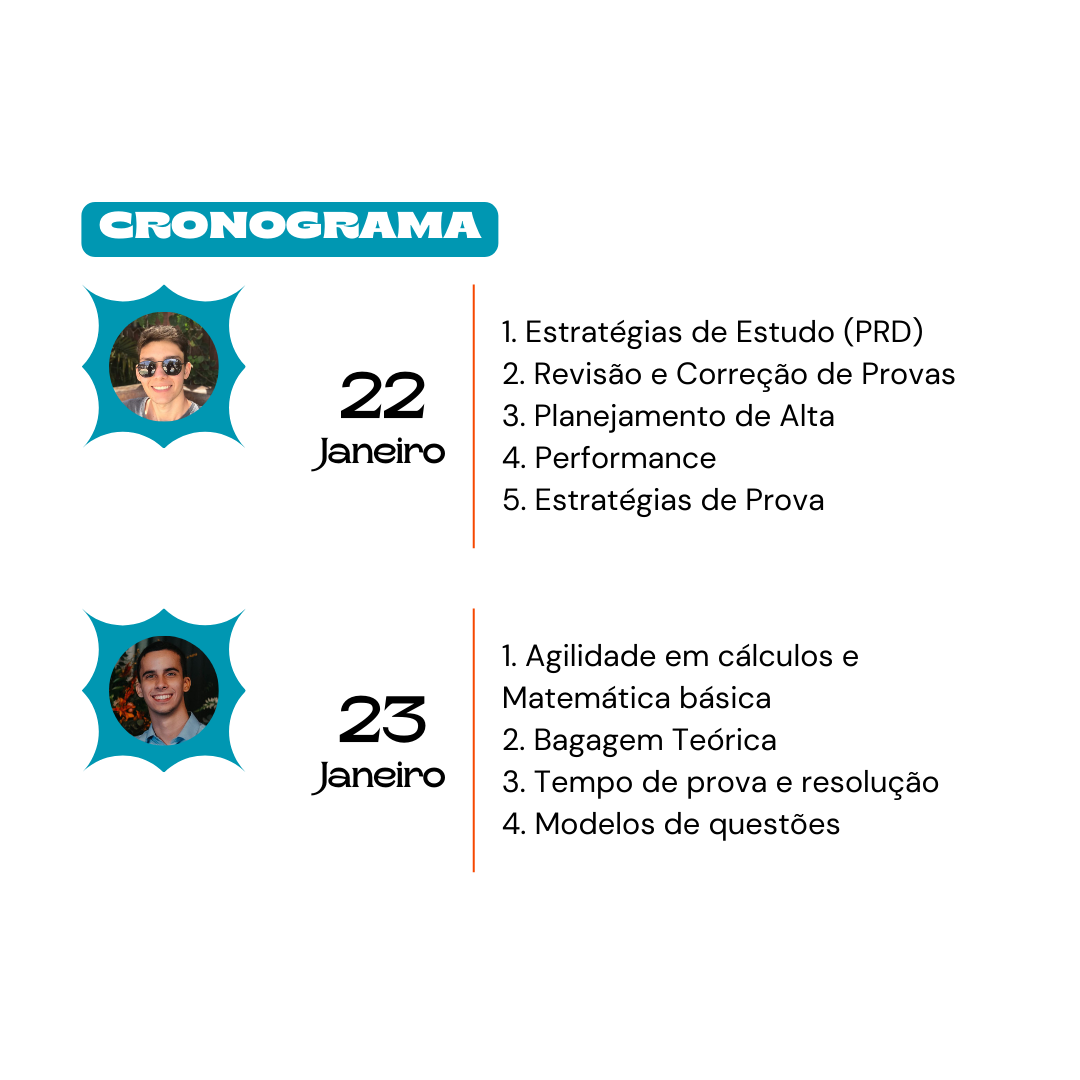 CRONOGRAMA
22
Janeiro
1. Estratégias de Estudo (PRD)
2. Revisão e Correção de Provas
3. Planejamento de Alta
4. Performance
5. Estratégias de Prova
23
Janeiro
1. Agilidade em cálculos e
Matemática básica
2. Bagagem Teórica
3. Tempo de prova e resolução
4. Modelos de questões